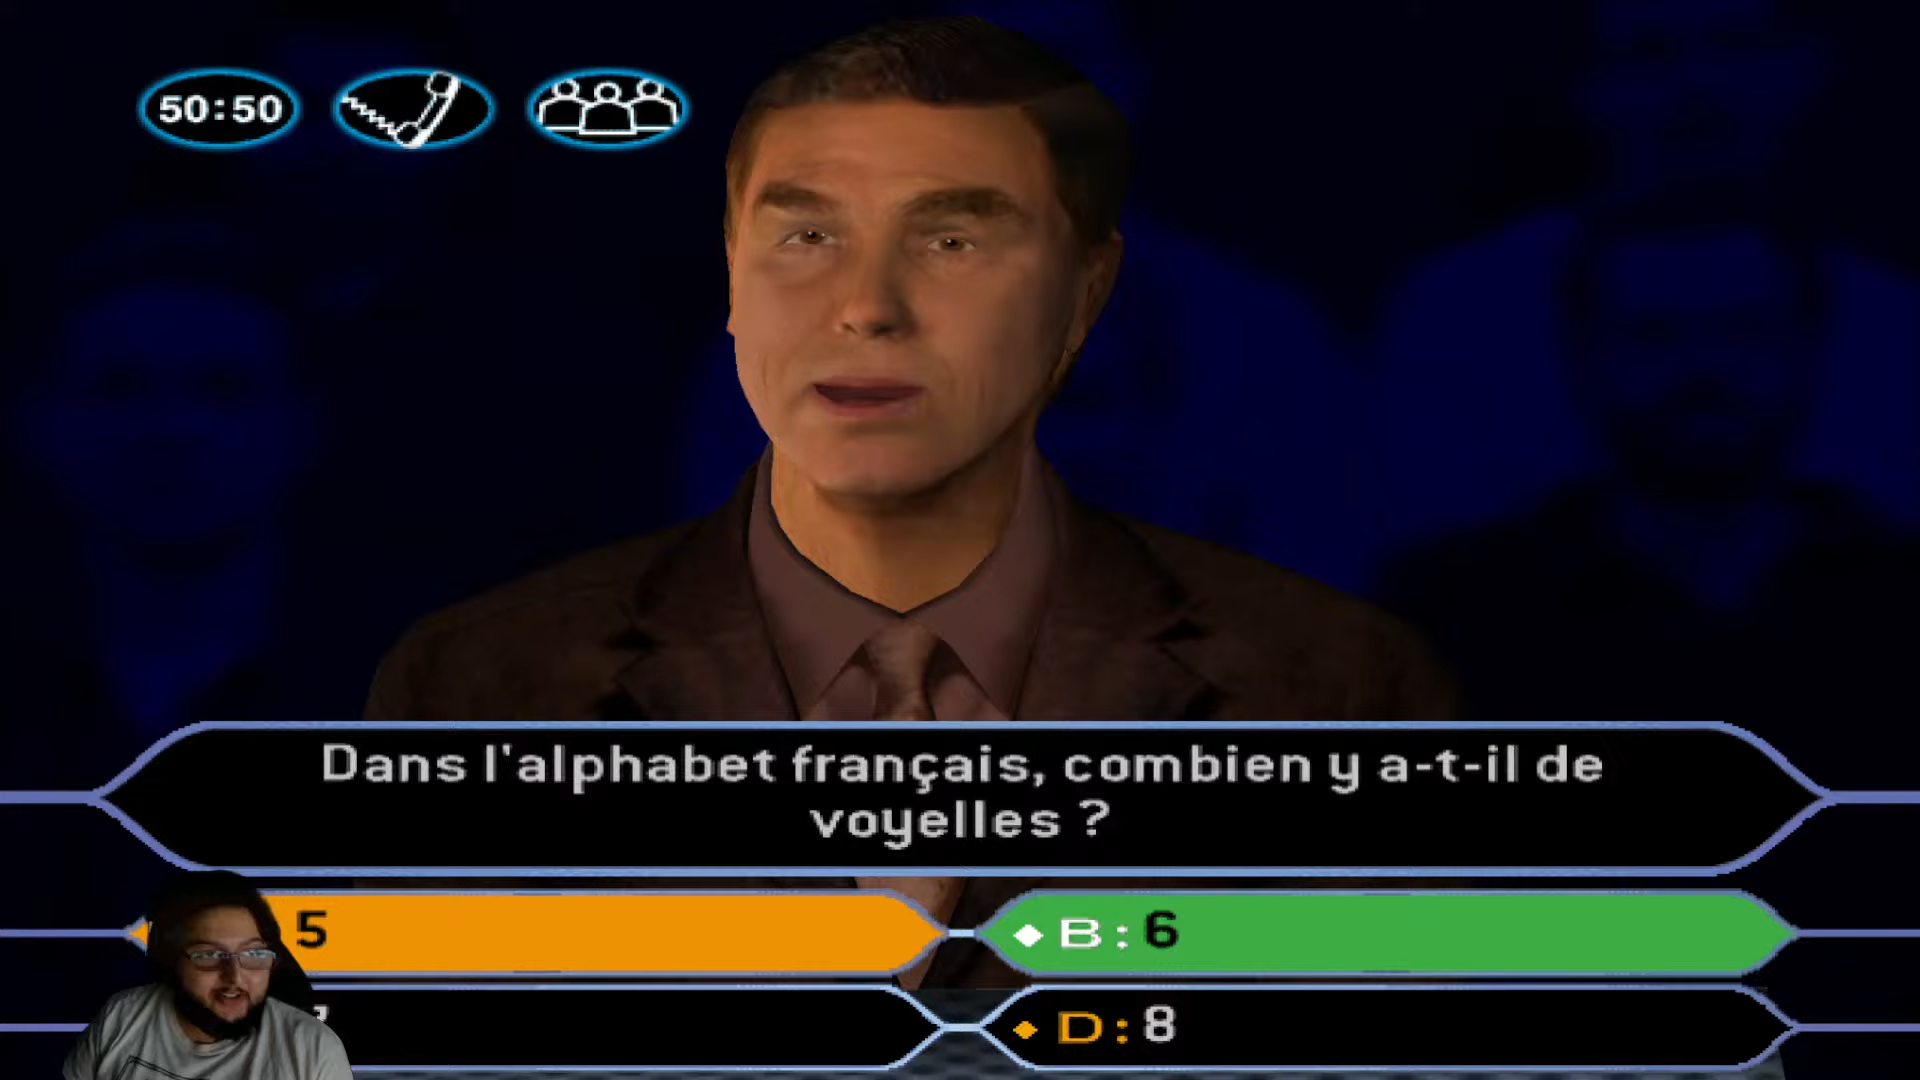 50:50
Dans l'alphabet français, combien y a-t-il de
voyelles ?
5
B: 6
D: 8